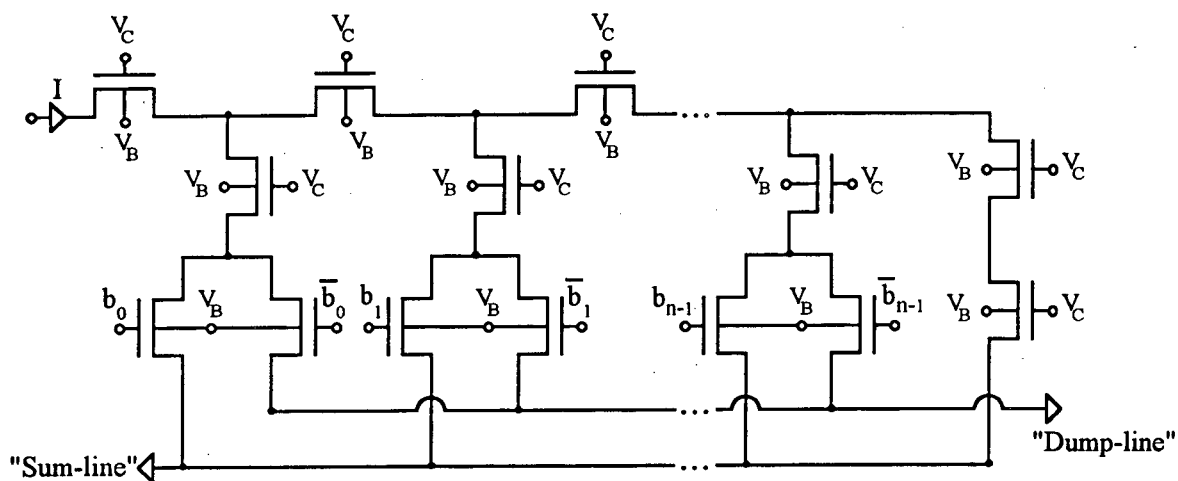 V_C V_C V_C
I
V_B V_B V_B
V_B V_C V_B V_C V_B V_C V_B V_C
b_0 V_B b̅_0 b_1 V_B b̅_1 b_{n-1} V_B b̅_{n-1} V_B V_C
...
...
...
"Dump-line"
"Sum-line"